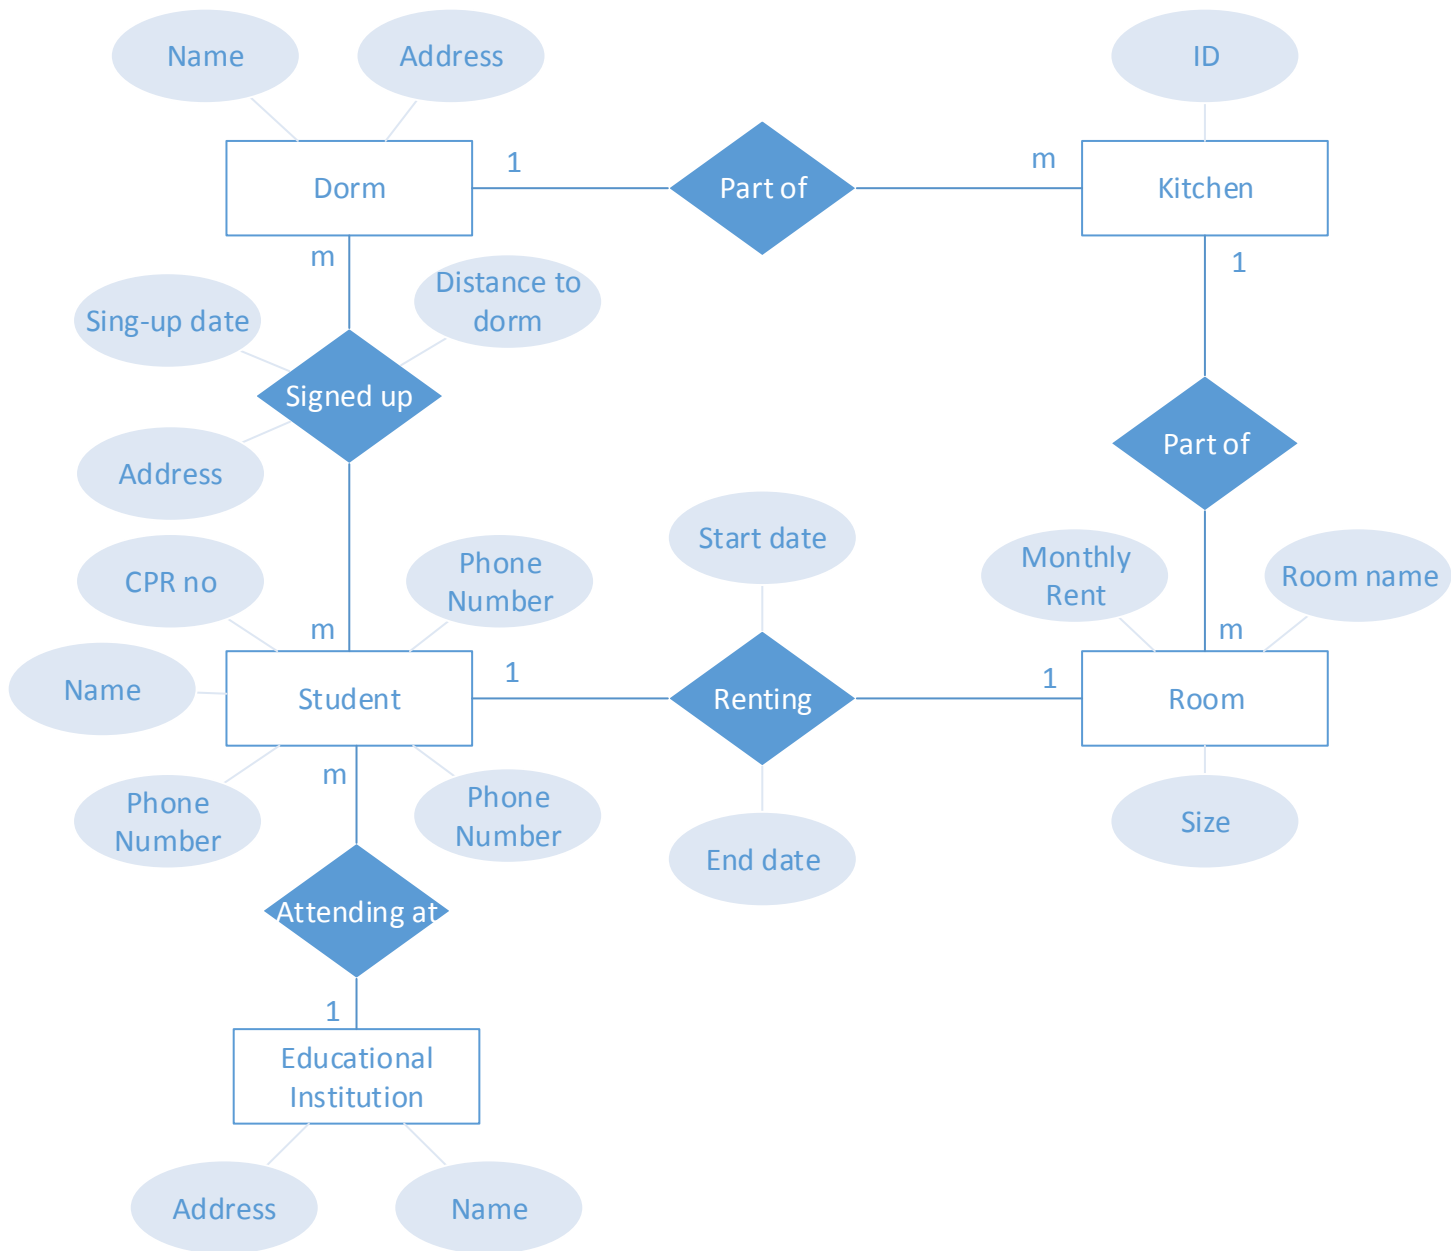 Name
Address
ID
Dorm
1
Part of
m
Kitchen
m
1
Distance to
dorm
Sing-up date
Signed up
Part of
Address
Start date
Monthly
Rent
Room name
CPR no
Phone
Number
m
m
Name
Student
1
Renting
1
Room
m
Phone
Number
Phone
Number
End date
Size
Attending at
1
Educational
Institution
Address
Name